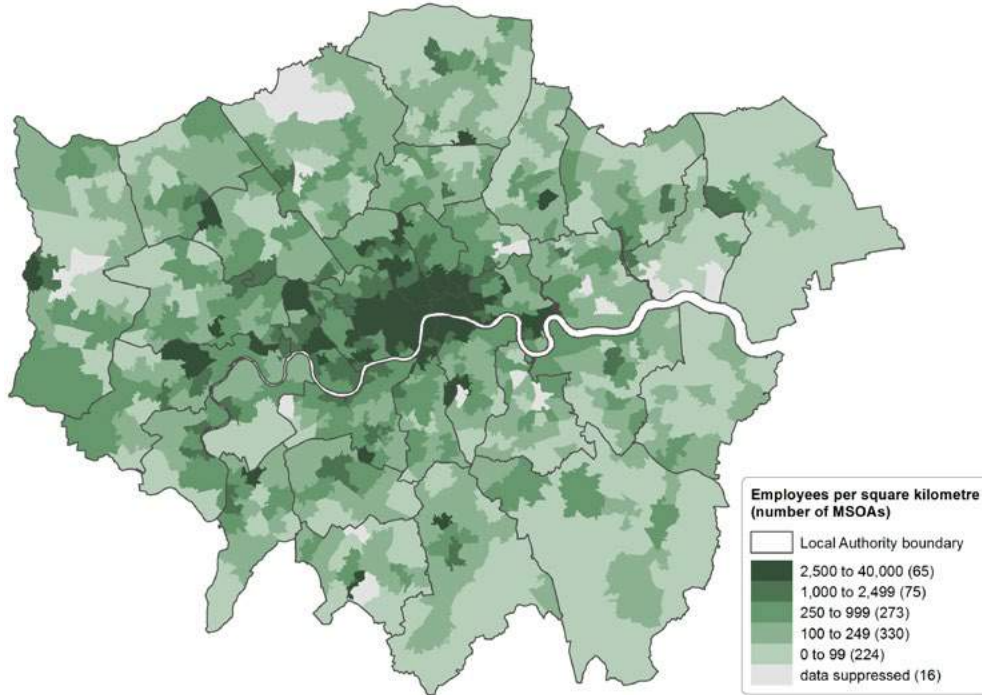 Employees per square kilometre
(number of MSOAs)
Local Authority boundary
2,500 to 40,000 (65)
1,000 to 2,499 (75)
250 to 999 (273)
100 to 249 (330)
0 to 99 (224)
data suppressed (16)